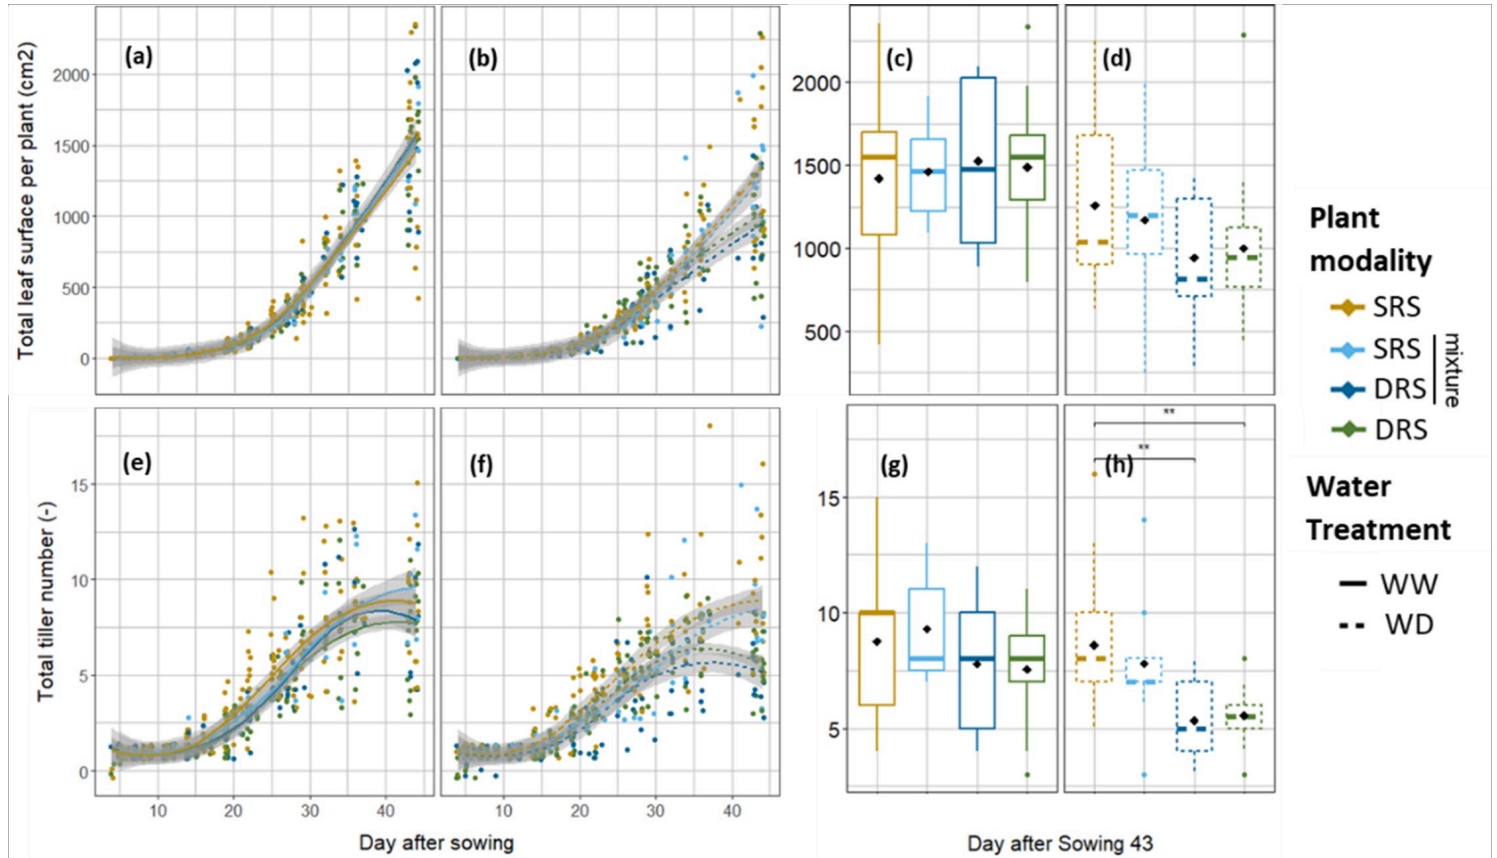 (a)
(b)
(c)
(d)
Total leaf surface per plant (cm2)
2000
1500
1000
500
0
2000
1500
1000
500
Plant
modality
SRS
SRS
DRS
mixture
DRS
(e)
(f)
(g)
(h)
**
**
Total tiller number (-)
15
10
5
0
15
10
5
10
20
30
40
10
20
30
40
Day after sowing
Day after Sowing 43
Water
Treatment
WW
WD